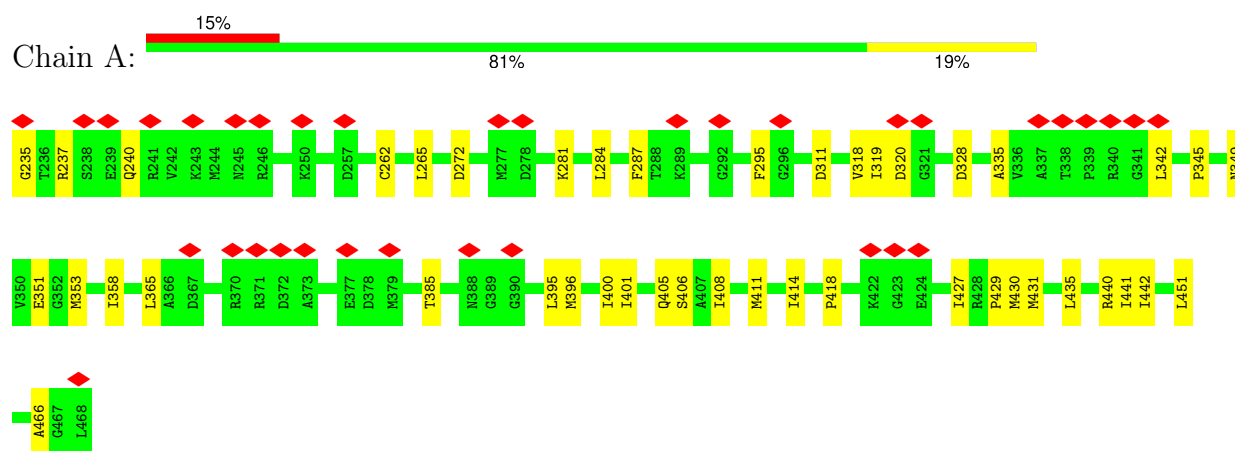 15%
Chain A:
81%
19%
G235 T236 R237 S238 E239 Q240 R241 V242 K243 M244 N245 R246 K250 D257 C262 L265 D272 M277 D278 K281 L284 F287 T288 K289 G292 F295 G296 D311 V318 I319 D320 G321 D328 A335 V336 A337 T338 P339 R340 G341 L342 P345 N349
V350 E351 G352 M353 I358 L365 A366 D367 R370 R371 D372 A373 E377 D378 M379 T385 N388 G389 G390 L395 M396 I400 I401 Q405 S406 A407 I408 M411 I414 P418 K422 G423 E424 I427 R428 P429 M430 M431 L435 R440 I441 I442 L451
A466 G467 L468